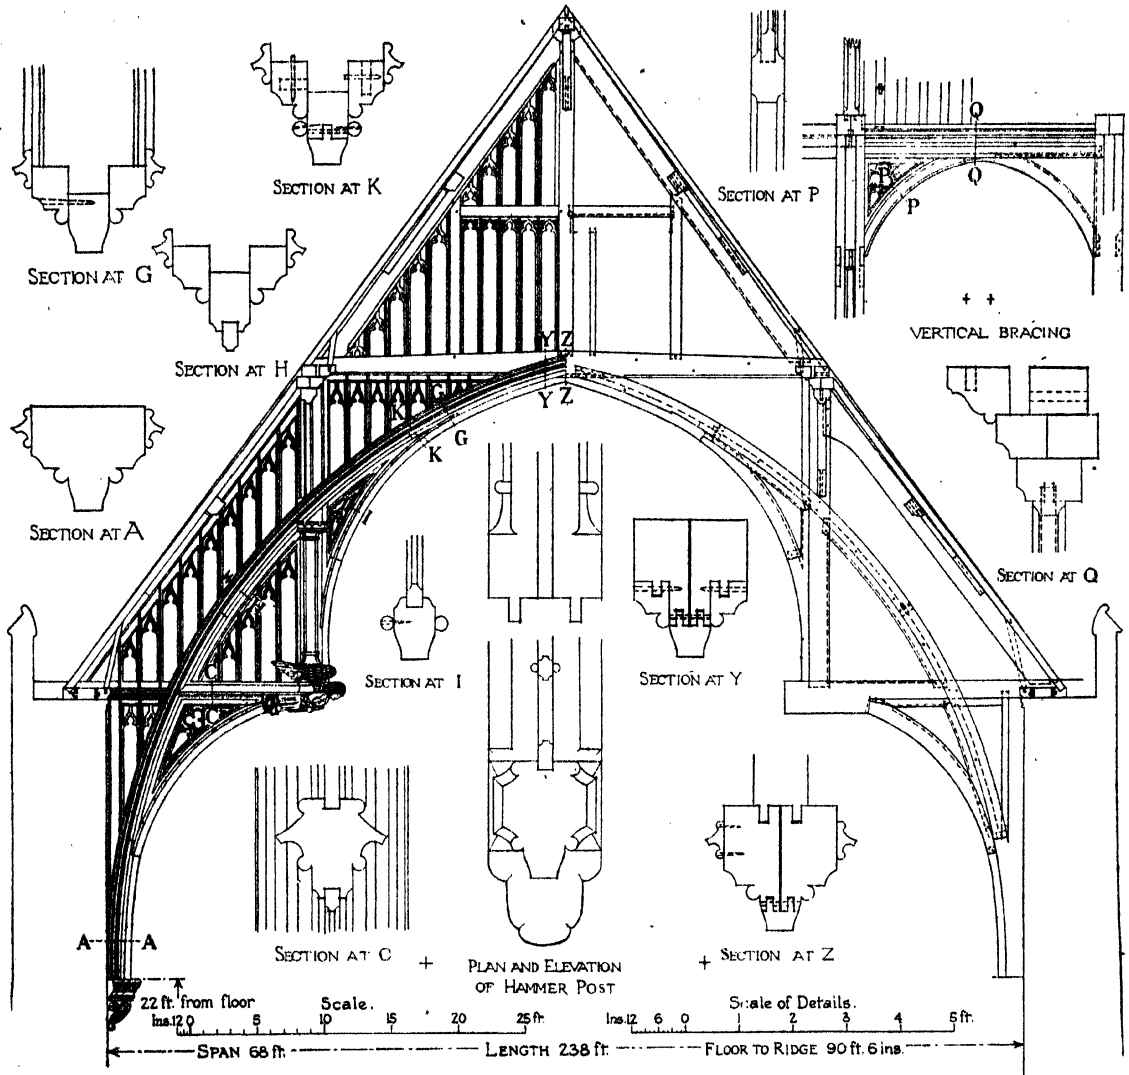 SECTION AT K
SECTION AT P
Q
Q
P
P
SECTION AT G
VERTICAL BRACING
SECTION AT H
Y Z
Y Z
G
G
K
K
SECTION AT A
SECTION AT Q
SECTION AT I
SECTION AT Y
C
C
A A
SECTION AT C
PLAN AND ELEVATION
OF HAMMER POST
SECTION AT Z
22 ft. from floor
Scale.
Scale of Details.
Ins. 12 0 5 10 15 20 25 ft.
Ins. 12 6 0 1 2 3 4 5 ft.
SPAN 68 ft. LENGTH 238 ft. FLOOR TO RIDGE 90 ft. 6 ins.